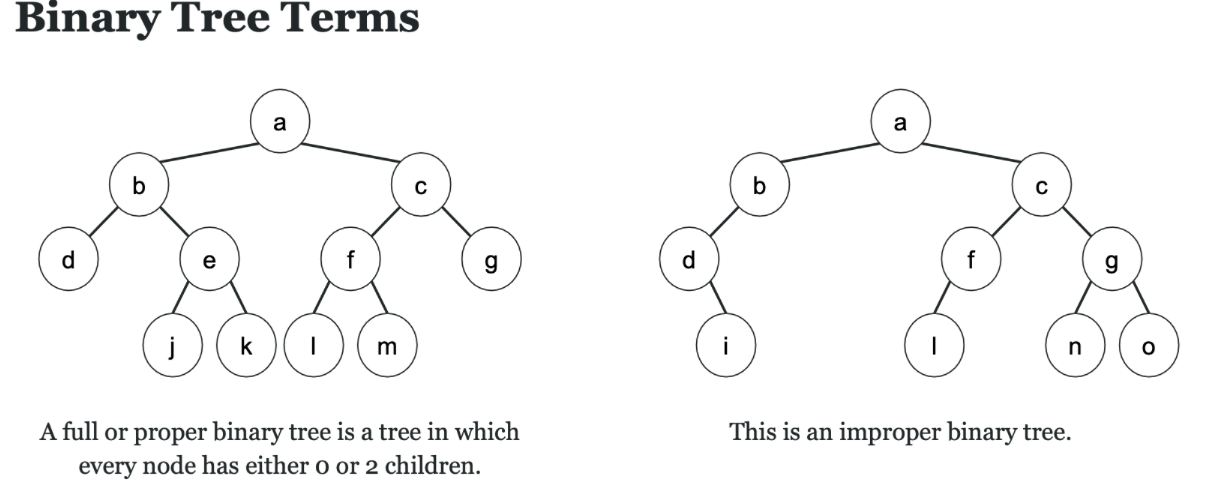 Binary Tree Terms
a
b
c
d
e
f
g
j
k
l
m
A full or proper binary tree is a tree in which
every node has either 0 or 2 children.
a
b
c
d
f
g
i
l
n
o
This is an improper binary tree.